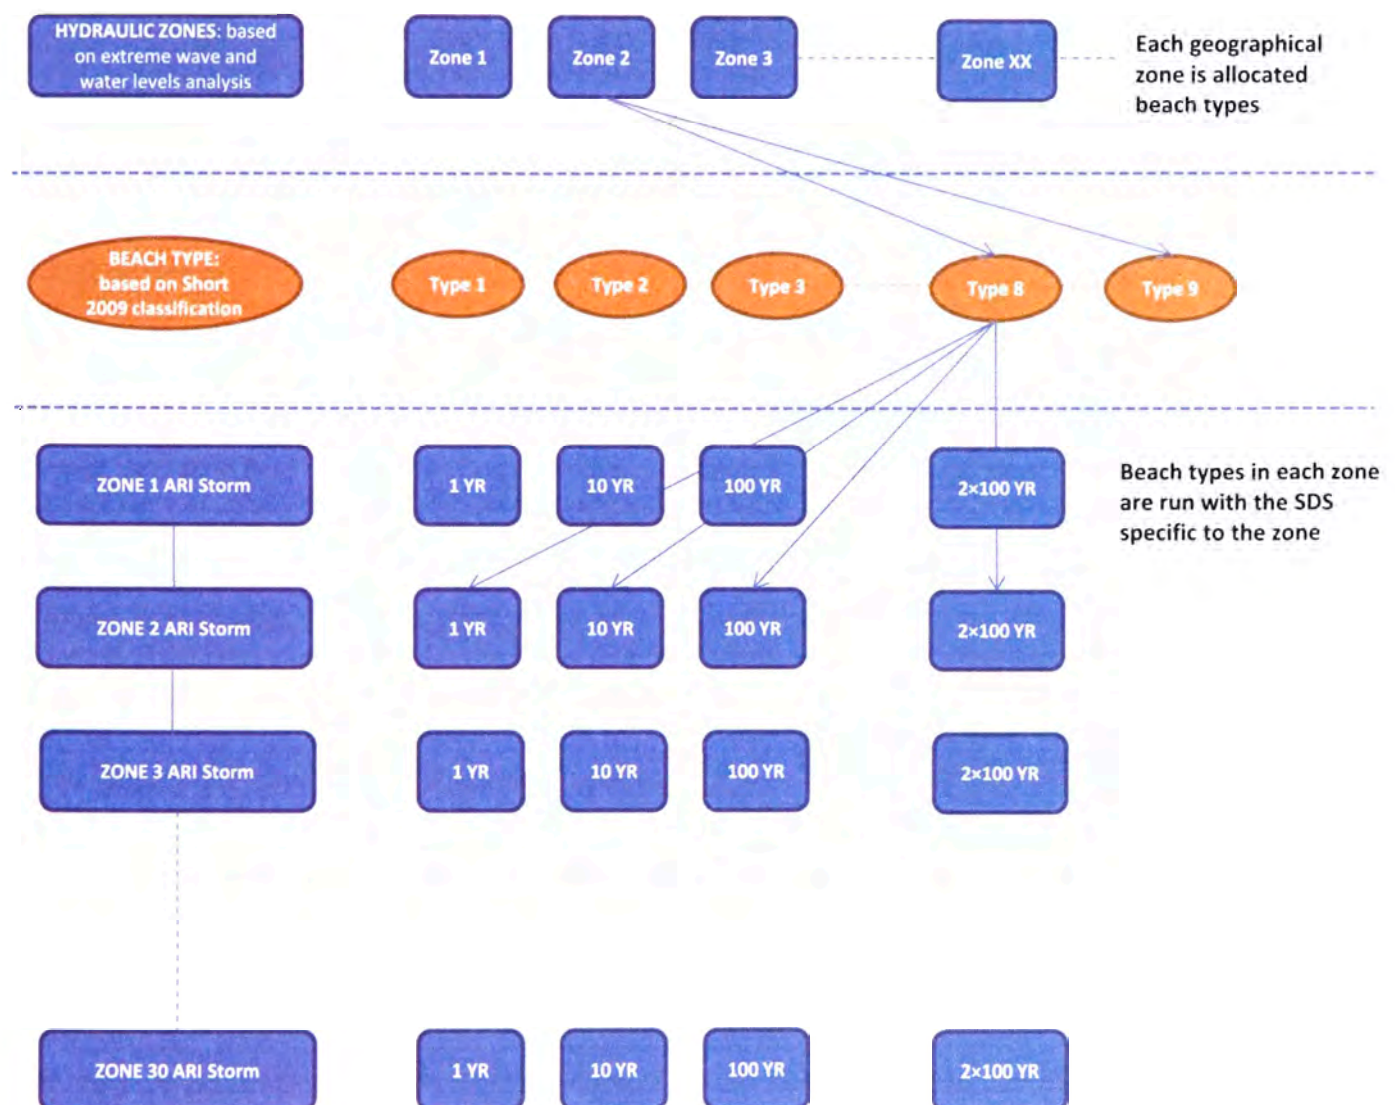 HYDRAULIC ZONES: based
on extreme wave and
water levels analysis
Zone 1
Zone 2
Zone 3
Zone XX
Each geographical
zone is allocated
beach types
BEACH TYPE:
based on Short
2009 classification
Type 1
Type 2
Type 3
Type 8
Type 9
ZONE 1 ARI Storm
1 YR
10 YR
100 YR
2×100 YR
Beach types in each zone
are run with the SDS
specific to the zone
ZONE 2 ARI Storm
1 YR
10 YR
100 YR
2×100 YR
ZONE 3 ARI Storm
1 YR
10 YR
100 YR
2×100 YR
ZONE 30 ARI Storm
1 YR
10 YR
100 YR
2×100 YR